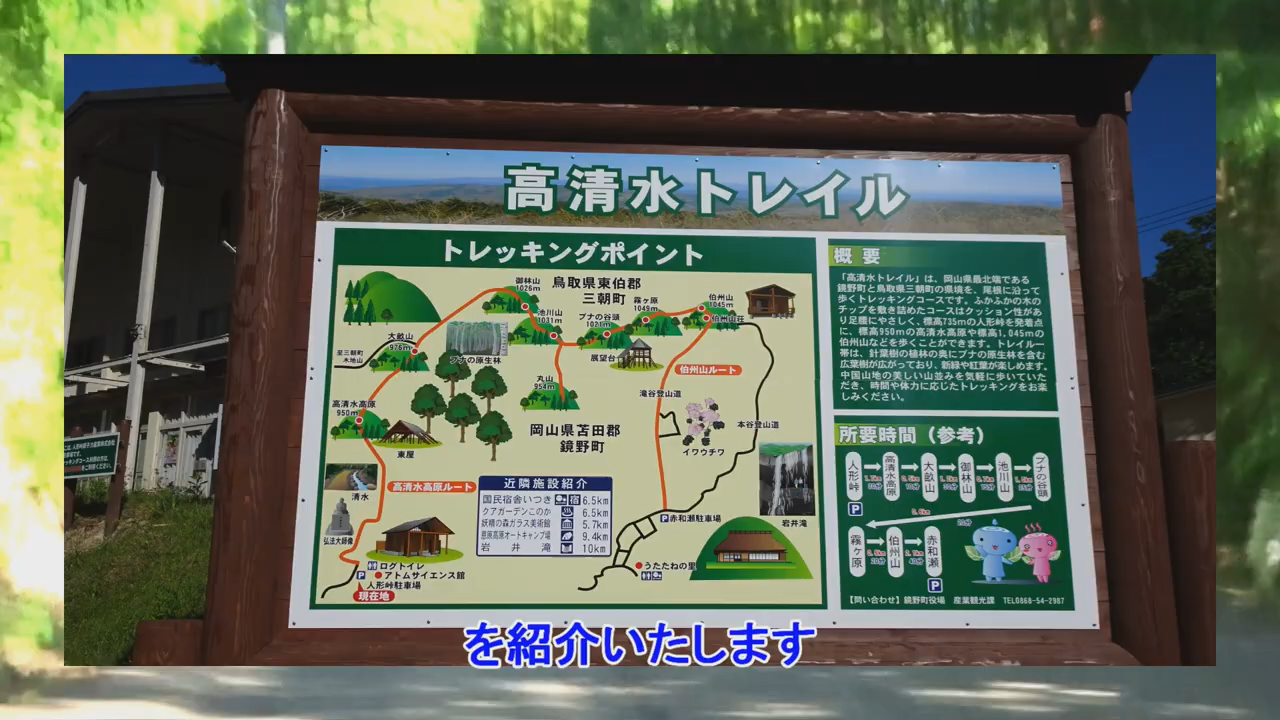 高清水トレイル
トレッキングポイント
鳥取県東伯郡
三朝町
御林山
1026m
池川山
1031m
ブナの谷頭
1021m
霧ヶ原
1049m
伯州山
1045m
伯州山荘
展望台
伯州山ルート
大畝山
976m
至三朝町
木地山
ブナの原生林
丸山
954m
滝谷登山道
本谷登山道
イワウチワ
高清水高原
950m
東屋
岡山県苫田郡
鏡野町
清水
高清水高原ルート
弘法大師像
岩井滝
赤和瀬駐車場
うたたねの里
ログトイレ
アトムサイエンス館
P
人形峠駐車場
現在地
近隣施設紹介
国民宿舎いつき 6.5km
クアガーデンこのか 6.5km
妖精の森ガラス美術館 5.7km
恩原高原オートキャンプ場 9.4km
岩井滝 10km
概要
「高清水トレイル」は、岡山県最北端である
鏡野町と鳥取県三朝町の県境を、尾根に沿って
歩くトレッキングコースです。ふかふかの木の
チップを敷き詰めたコースはクッション性があ
り足腰にやさしく、標高735mの人形峠を発着点
に、標高950mの高清水高原や標高1,045mの
伯州山などを歩くことができます。トレイル一
帯は、針葉樹の植林の奥にブナの原生林を含む
広葉樹が広がっており、新緑や紅葉が楽しめます。
中国山地の美しい山並みを気軽に歩いていた
だき、時間や体力に応じたトレッキングをお楽
しみください。
所要時間（参考）
人形峠
高清水高原
大畝山
御林山
池川山
ブナの谷頭
P
霧ヶ原
伯州山
赤和瀬
P
【問い合わせ】鏡野町役場 産業観光課 TEL0868-54-2987
を紹介いたします